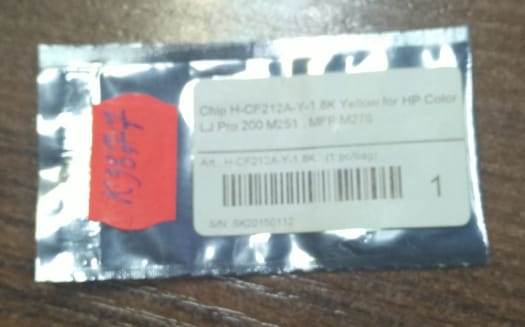 Chip H-CF212A-Y-1.8K Yellow for HP Color
LJ Pro 200 M251, MFP M276
Art.: H-CF212A-Y-1.8K (1 pc/bag)
1
S/N: SK20150112